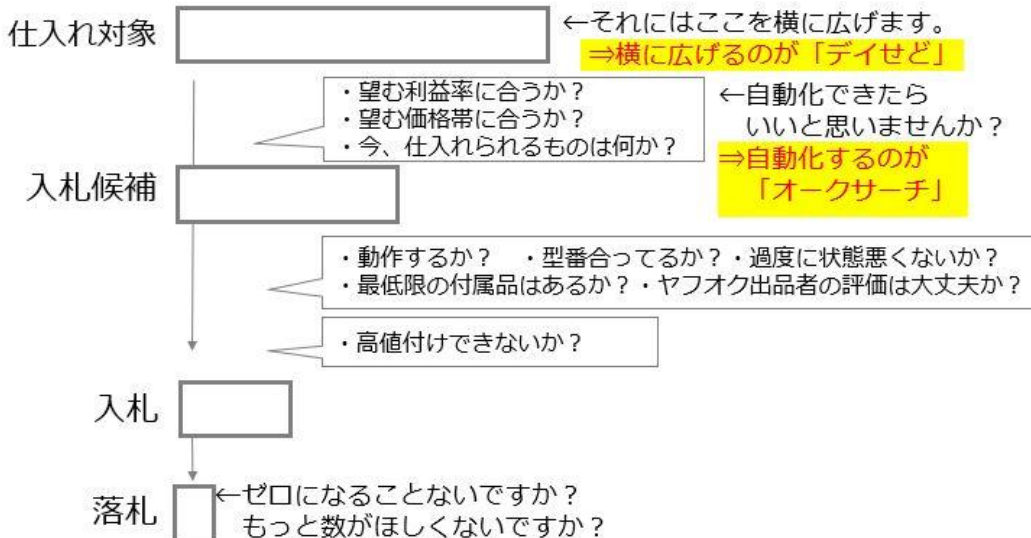 仕入れ対象
←それにはここを横に広げます。
⇒横に広げるのが「デイせど」
・望む利益率に合うか？
・望む価格帯に合うか？
・今、仕入れられるものは何か？
←自動化できたら
いいと思いませんか？
⇒自動化するのが
「オークサーチ」
入札候補
・動作するか？　・型番合ってるか？・過度に状態悪くないか？
・最低限の付属品はあるか？・ヤフオク出品者の評価は大丈夫か？
・高値付けできないか？
入札
落札
←ゼロになることないですか？
もっと数がほしくないですか？